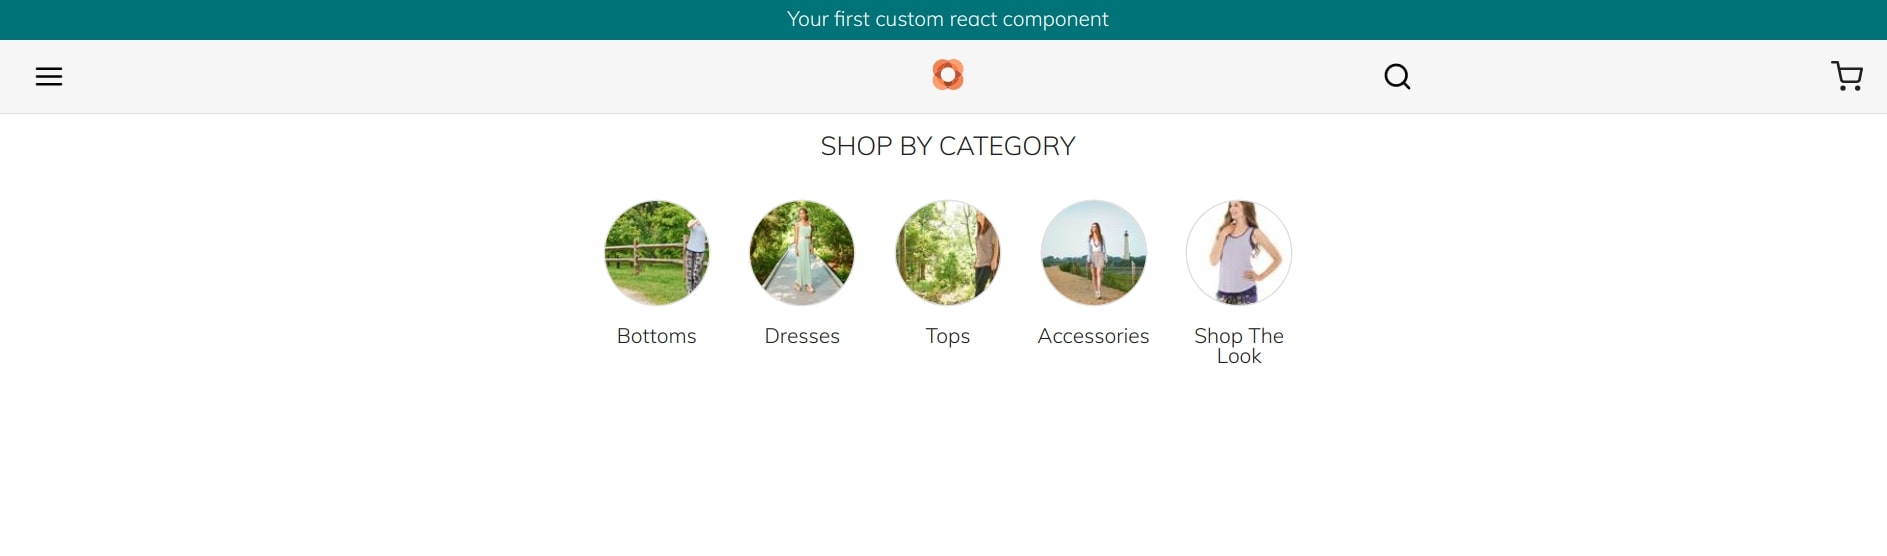 Your first custom react component
SHOP BY CATEGORY
Bottoms
Dresses
Tops
Accessories
Shop The
Look